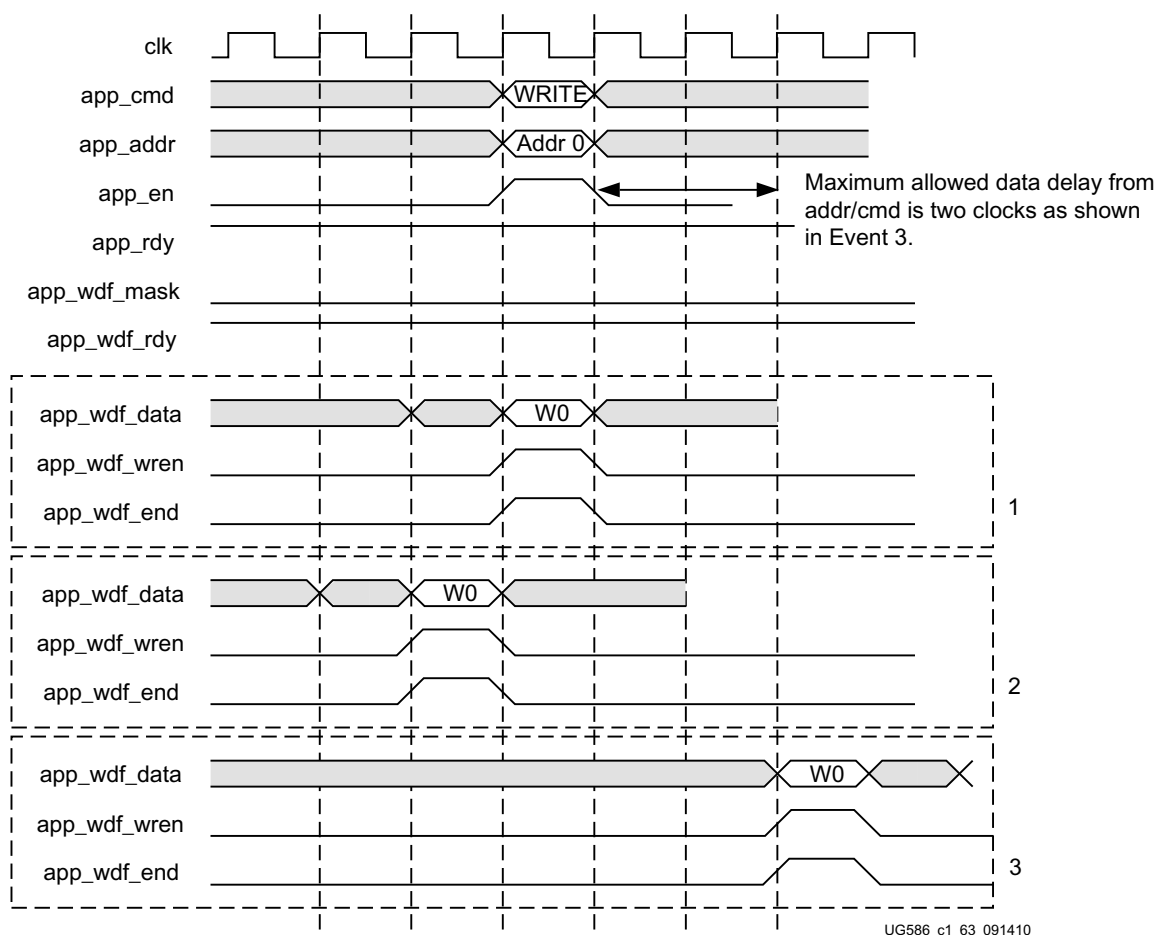 clk
app_cmd
WRITE
app_addr
Addr 0
app_en
Maximum allowed data delay from
addr/cmd is two clocks as shown
in Event 3.
app_rdy
app_wdf_mask
app_wdf_rdy
app_wdf_data
W0
app_wdf_wren
app_wdf_end
1
app_wdf_data
W0
app_wdf_wren
app_wdf_end
2
app_wdf_data
W0
app_wdf_wren
app_wdf_end
3
UG586_c1_63_091410